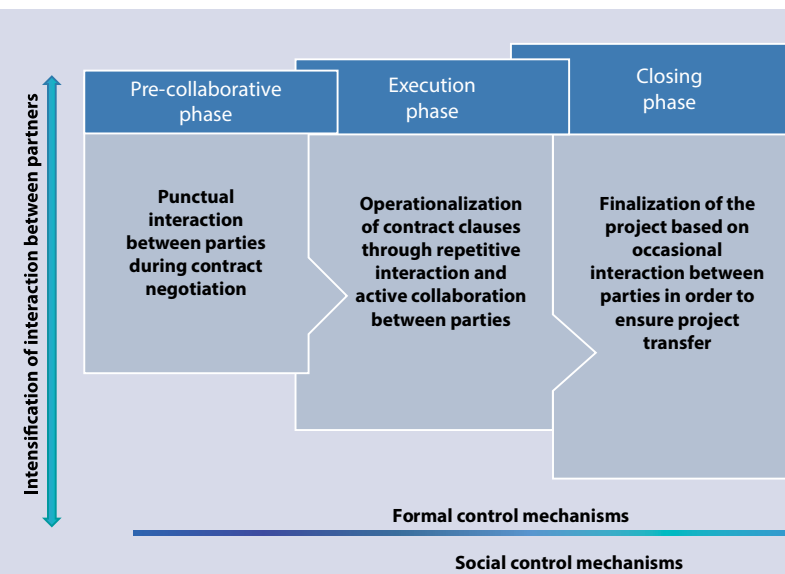 Intensification of interaction between partners
Pre-collaborative
phase
Execution
phase
Closing
phase
Punctual
interaction
between parties
during contract
negotiation
Operationalization
of contract clauses
through repetitive
interaction and
active collaboration
between parties
Finalization of the
project based on
occasional
interaction between
parties in order to
ensure project
transfer
Formal control mechanisms
Social control mechanisms